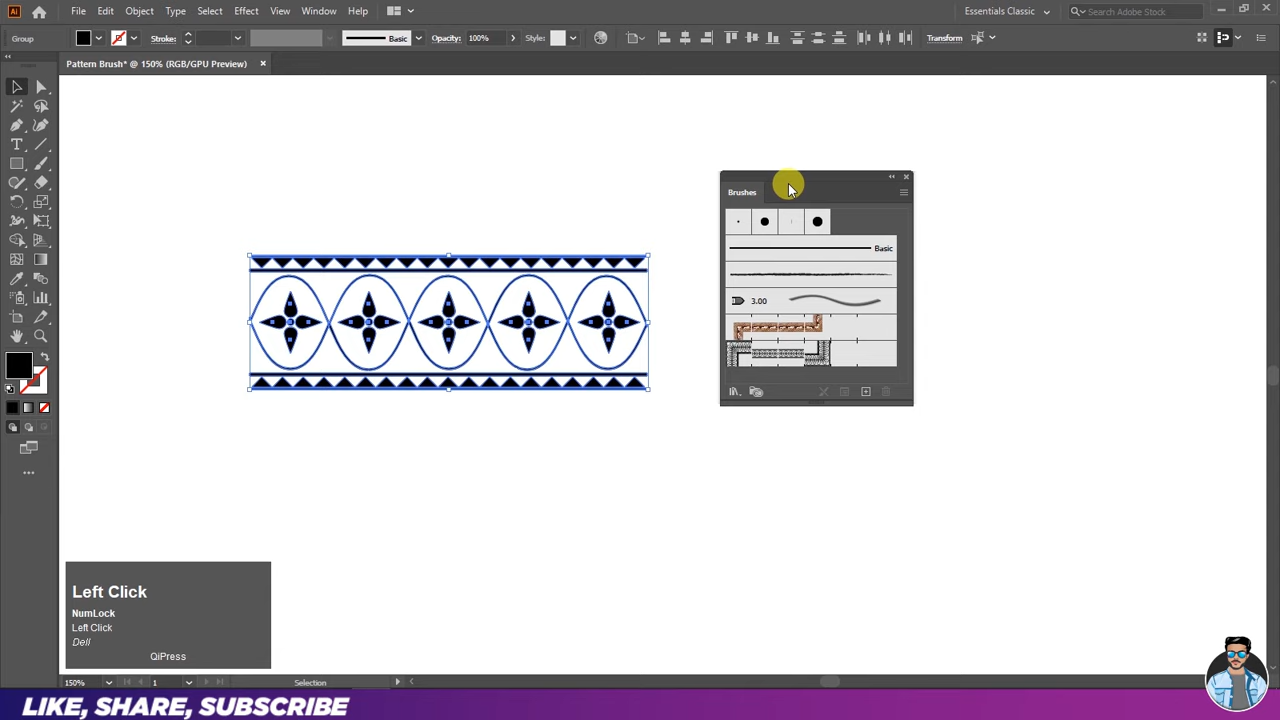 Ai File Edit Object Type Select Effect View Window Help Essentials Classic Search Adobe Stock
Group Stroke: Basic Opacity: 100% Style: Transform
Pattern Brush* @ 150% (RGB/GPU Preview)
Brushes
Basic
3.00
Left Click
NumLock
Left Click
Dell
QiPress
150% 1 Selection
LIKE, SHARE, SUBSCRIBE